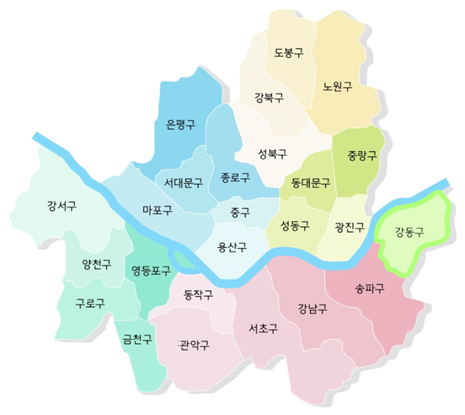 도봉구
노원구
강북구
은평구
성북구
중랑구
종로구
서대문구
동대문구
강서구
마포구
중구
성동구
광진구
강동구
용산구
양천구
영등포구
송파구
동작구
구로구
강남구
서초구
금천구
관악구